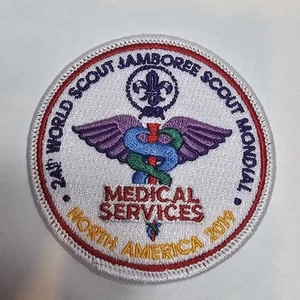 • 24th WORLD SCOUT JAMBOREE SCOUT MONDIAL •
MEDICAL
SERVICES
NORTH AMERICA 2019